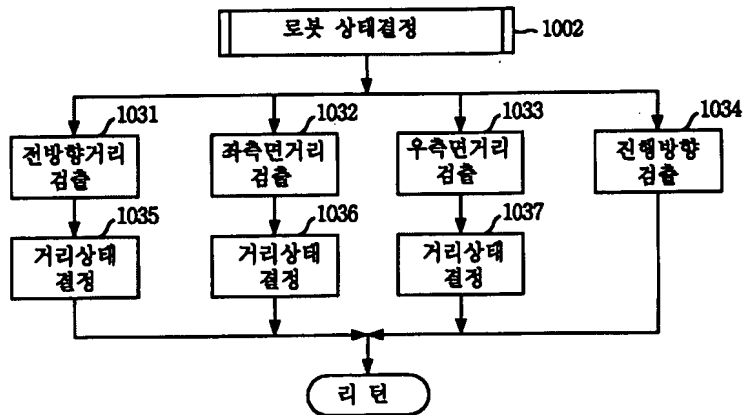 로봇 상태결정
1002
1031
1032
1033
1034
전방향거리
검출
좌측면거리
검출
우측면거리
검출
진행방향
검출
1035
1036
1037
거리상태
결정
거리상태
결정
거리상태
결정
리 턴